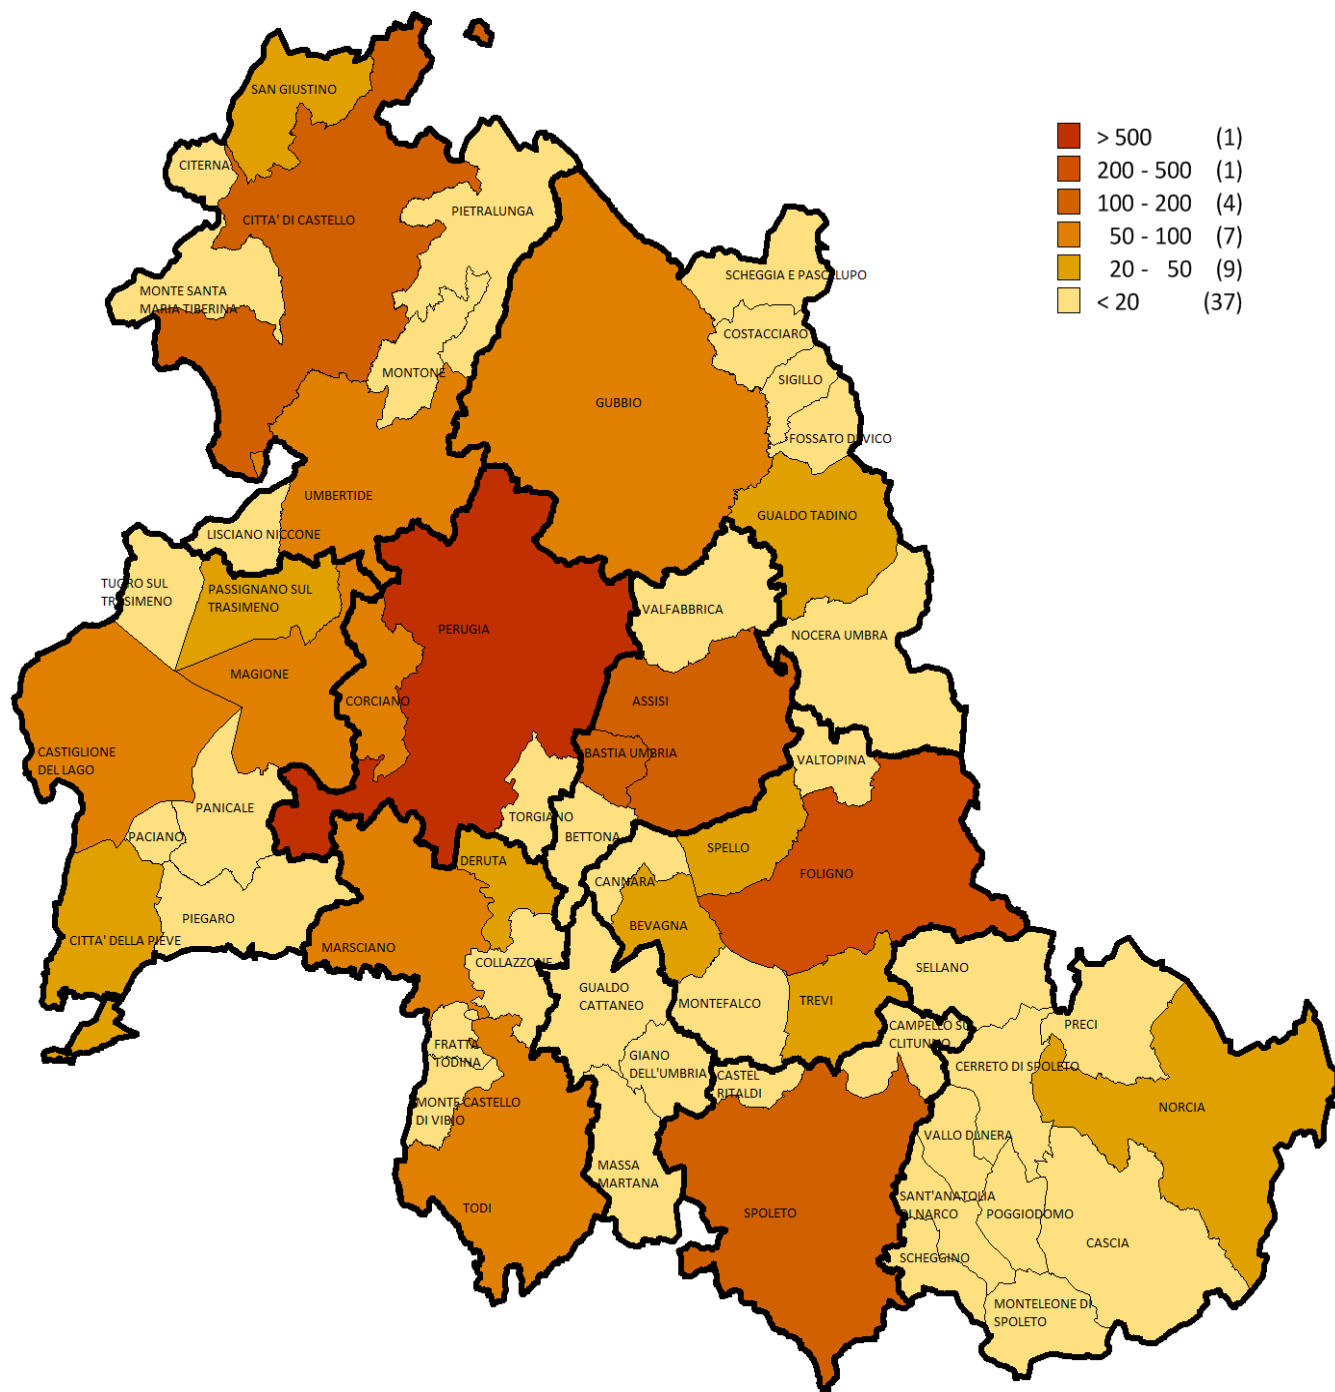 SAN GIUSTINO
> 500 (1)
200 - 500 (1)
100 - 200 (4)
50 - 100 (7)
20 - 50 (9)
< 20 (37)
CITERNA
CITTA' DI CASTELLO
PIETRALUNGA
SCHEGGIA E PASCELUPO
MONTE SANTA
MARIA TIBERINA
COSTACCIARO
MONTONE
SIGILLO
GUBBIO
FOSSATO DI VICO
UMBERTIDE
GUALDO TADINO
LISCIANO NICCONE
TUORO SUL
TRASIMENO
PASSIGNANO SUL
TRASIMENO
VALFABBRICA
PERUGIA
NOCERA UMBRA
MAGIONE
CORCIANO
ASSISI
CASTIGLIONE
DEL LAGO
BASTIA UMBRIA
VALTOPINA
PANICALE
PACIANO
TORGIANO
BETTONA
SPELLO
DERUTA
FOLIGNO
CANNARA
PIEGARO
BEVAGNA
CITTA' DELLA PIEVE
MARSCIANO
COLLAZZONE
SELLANO
GUALDO
CATTANEO
MONTEFALCO
TREVI
CAMPELLO SUL
CLITUNNO
PRECI
FRATTA
TODINA
GIANO
DELL'UMBRIA
CERRETO DI SPOLETO
CASTEL
RITALDI
MONTE CASTELLO
DI VIBIO
NORCIA
VALLO DI NERA
MASSA
MARTANA
SANT'ANATOLIA
DI NARCO
POGGIODOMO
TODI
SPOLETO
CASCIA
SCHEGGINO
MONTELEONE DI
SPOLETO